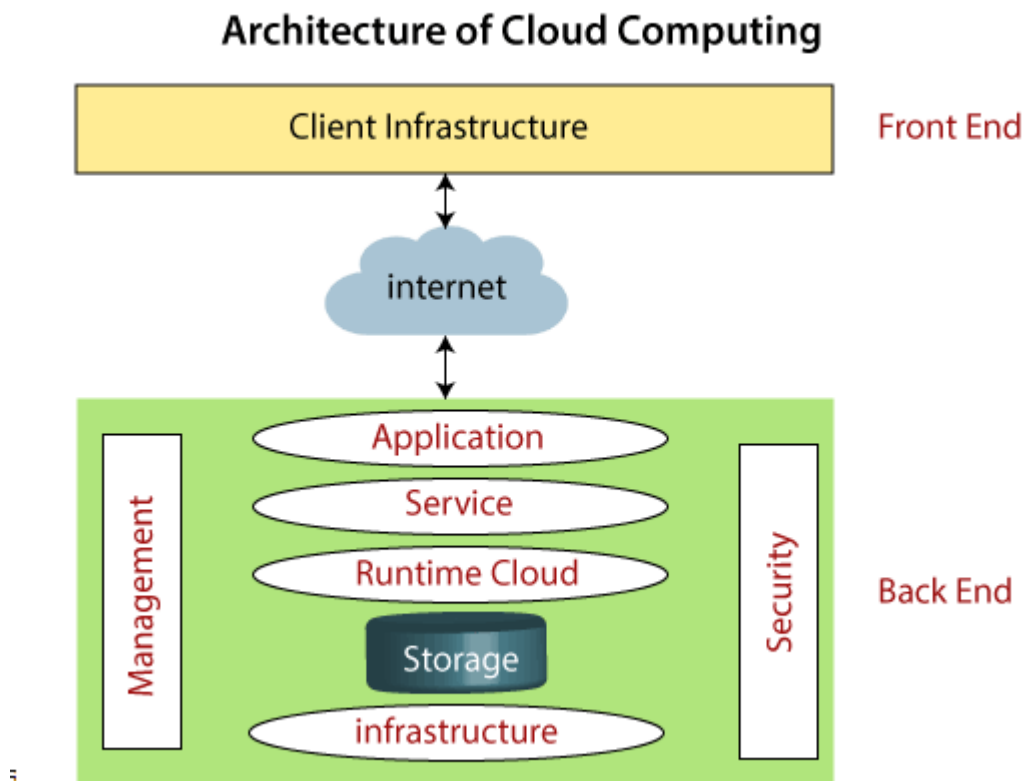 Architecture of Cloud Computing
Client Infrastructure
Front End
internet
Application
Service
Runtime Cloud
Storage
infrastructure
Management
Security
Back End